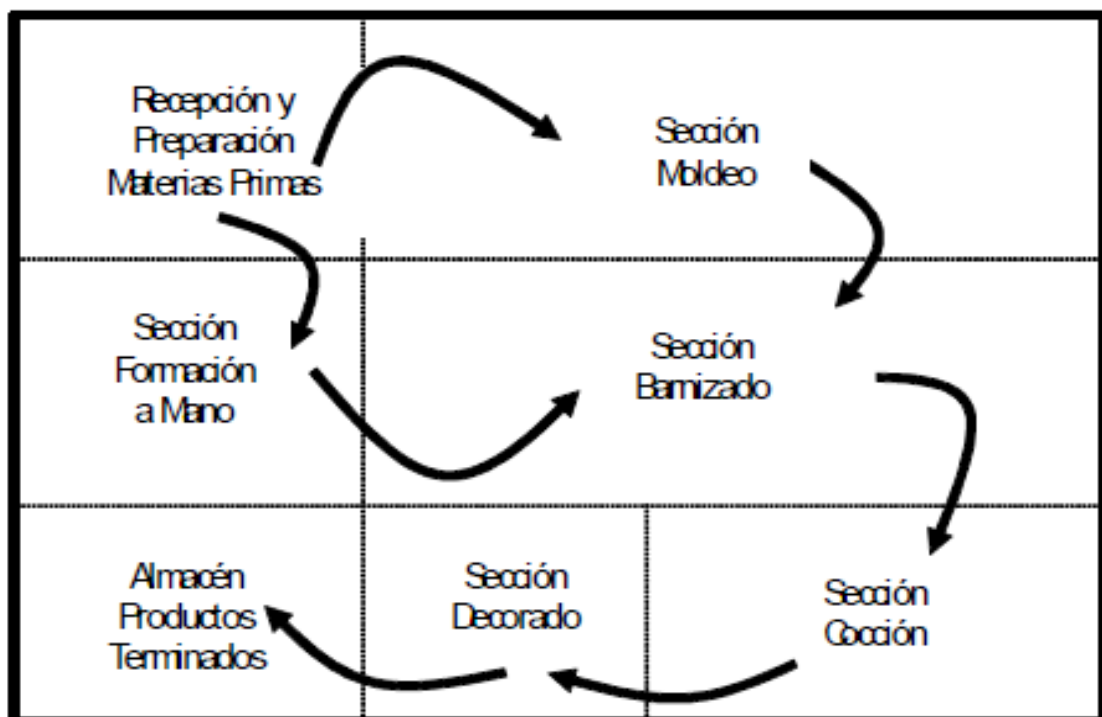 Recepción y
Preparación
Materias Primas
Sección
Moldeo
Sección
Formación
a Mano
Sección
Barnizado
Almacén
Productos
Terminados
Sección
Decorado
Sección
Cocción